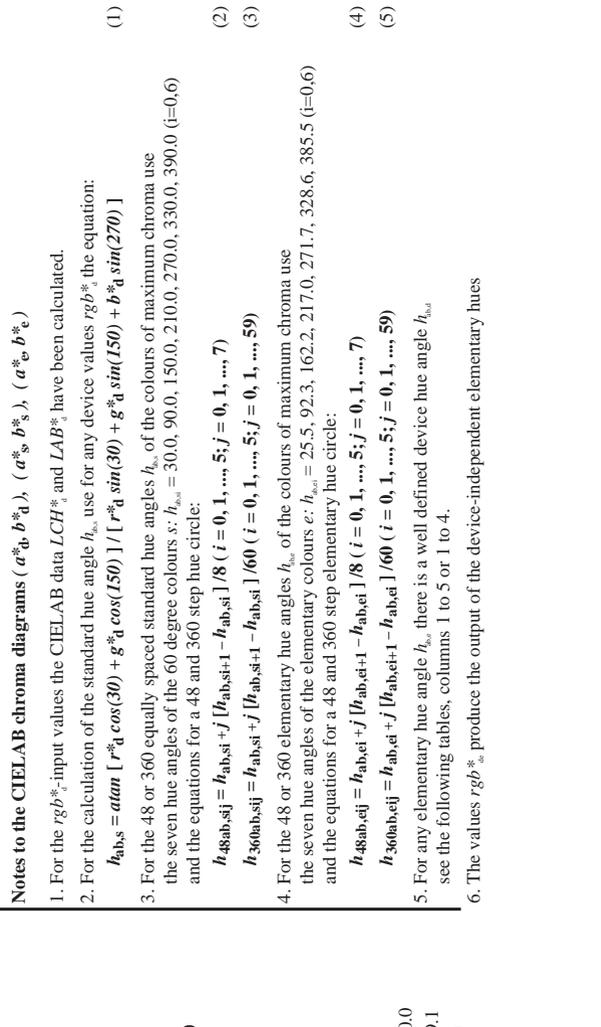 Notes to the CIELAB chroma diagrams ( a*d, b*d ), ( a*s, b*s ), ( a*e, b*e )
1. For the rgb*d-input values the CIELAB data LCH*d and LAB*d have been calculated.
2. For the calculation of the standard hue angle hab,s use for any device values rgb*d the equation:
hab,s = atan [ r*d cos(30) + g*d cos(150) ] / [ r*d sin(30) + g*d sin(150) + b*d sin(270) ] (1)
3. For the 48 or 360 equally spaced standard hue angles hab,s of the colours of maximum chroma use
the seven hue angles of the 60 degree colours s: hab,si = 30.0, 90.0, 150.0, 210.0, 270.0, 330.0, 390.0 (i=0,6)
and the equations for a 48 and 360 step hue circle:
h48ab,sij = hab,si +j [hab,si+1 − hab,si ] /8 ( i = 0, 1, ..., 5; j = 0, 1, ..., 7) (2)
h360ab,sij = hab,si +j [hab,si+1 − hab,si ] /60 ( i = 0, 1, ..., 5; j = 0, 1, ..., 59) (3)
4. For the 48 or 360 elementary hue angles hab,e of the colours of maximum chroma use
the seven hue angles of the elementary colours e: hab,ei = 25.5, 92.3, 162.2, 217.0, 271.7, 328.6, 385.5 (i=0,6)
and the equations for a 48 and 360 step elementary hue circle:
h48ab,eij = hab,ei +j [hab,ei+1 − hab,ei ] /8 ( i = 0, 1, ..., 5; j = 0, 1, ..., 7) (4)
h360ab,eij = hab,ei +j [hab,ei+1 − hab,ei ] /60 ( i = 0, 1, ..., 5; j = 0, 1, ..., 59) (5)
5. For any elementary hue angle hab,e there is a well defined device hue angle hab,d
see the following tables, columns 1 to 5 or 1 to 4.
6. The values rgb*de produce the output of the device-independent elementary hues